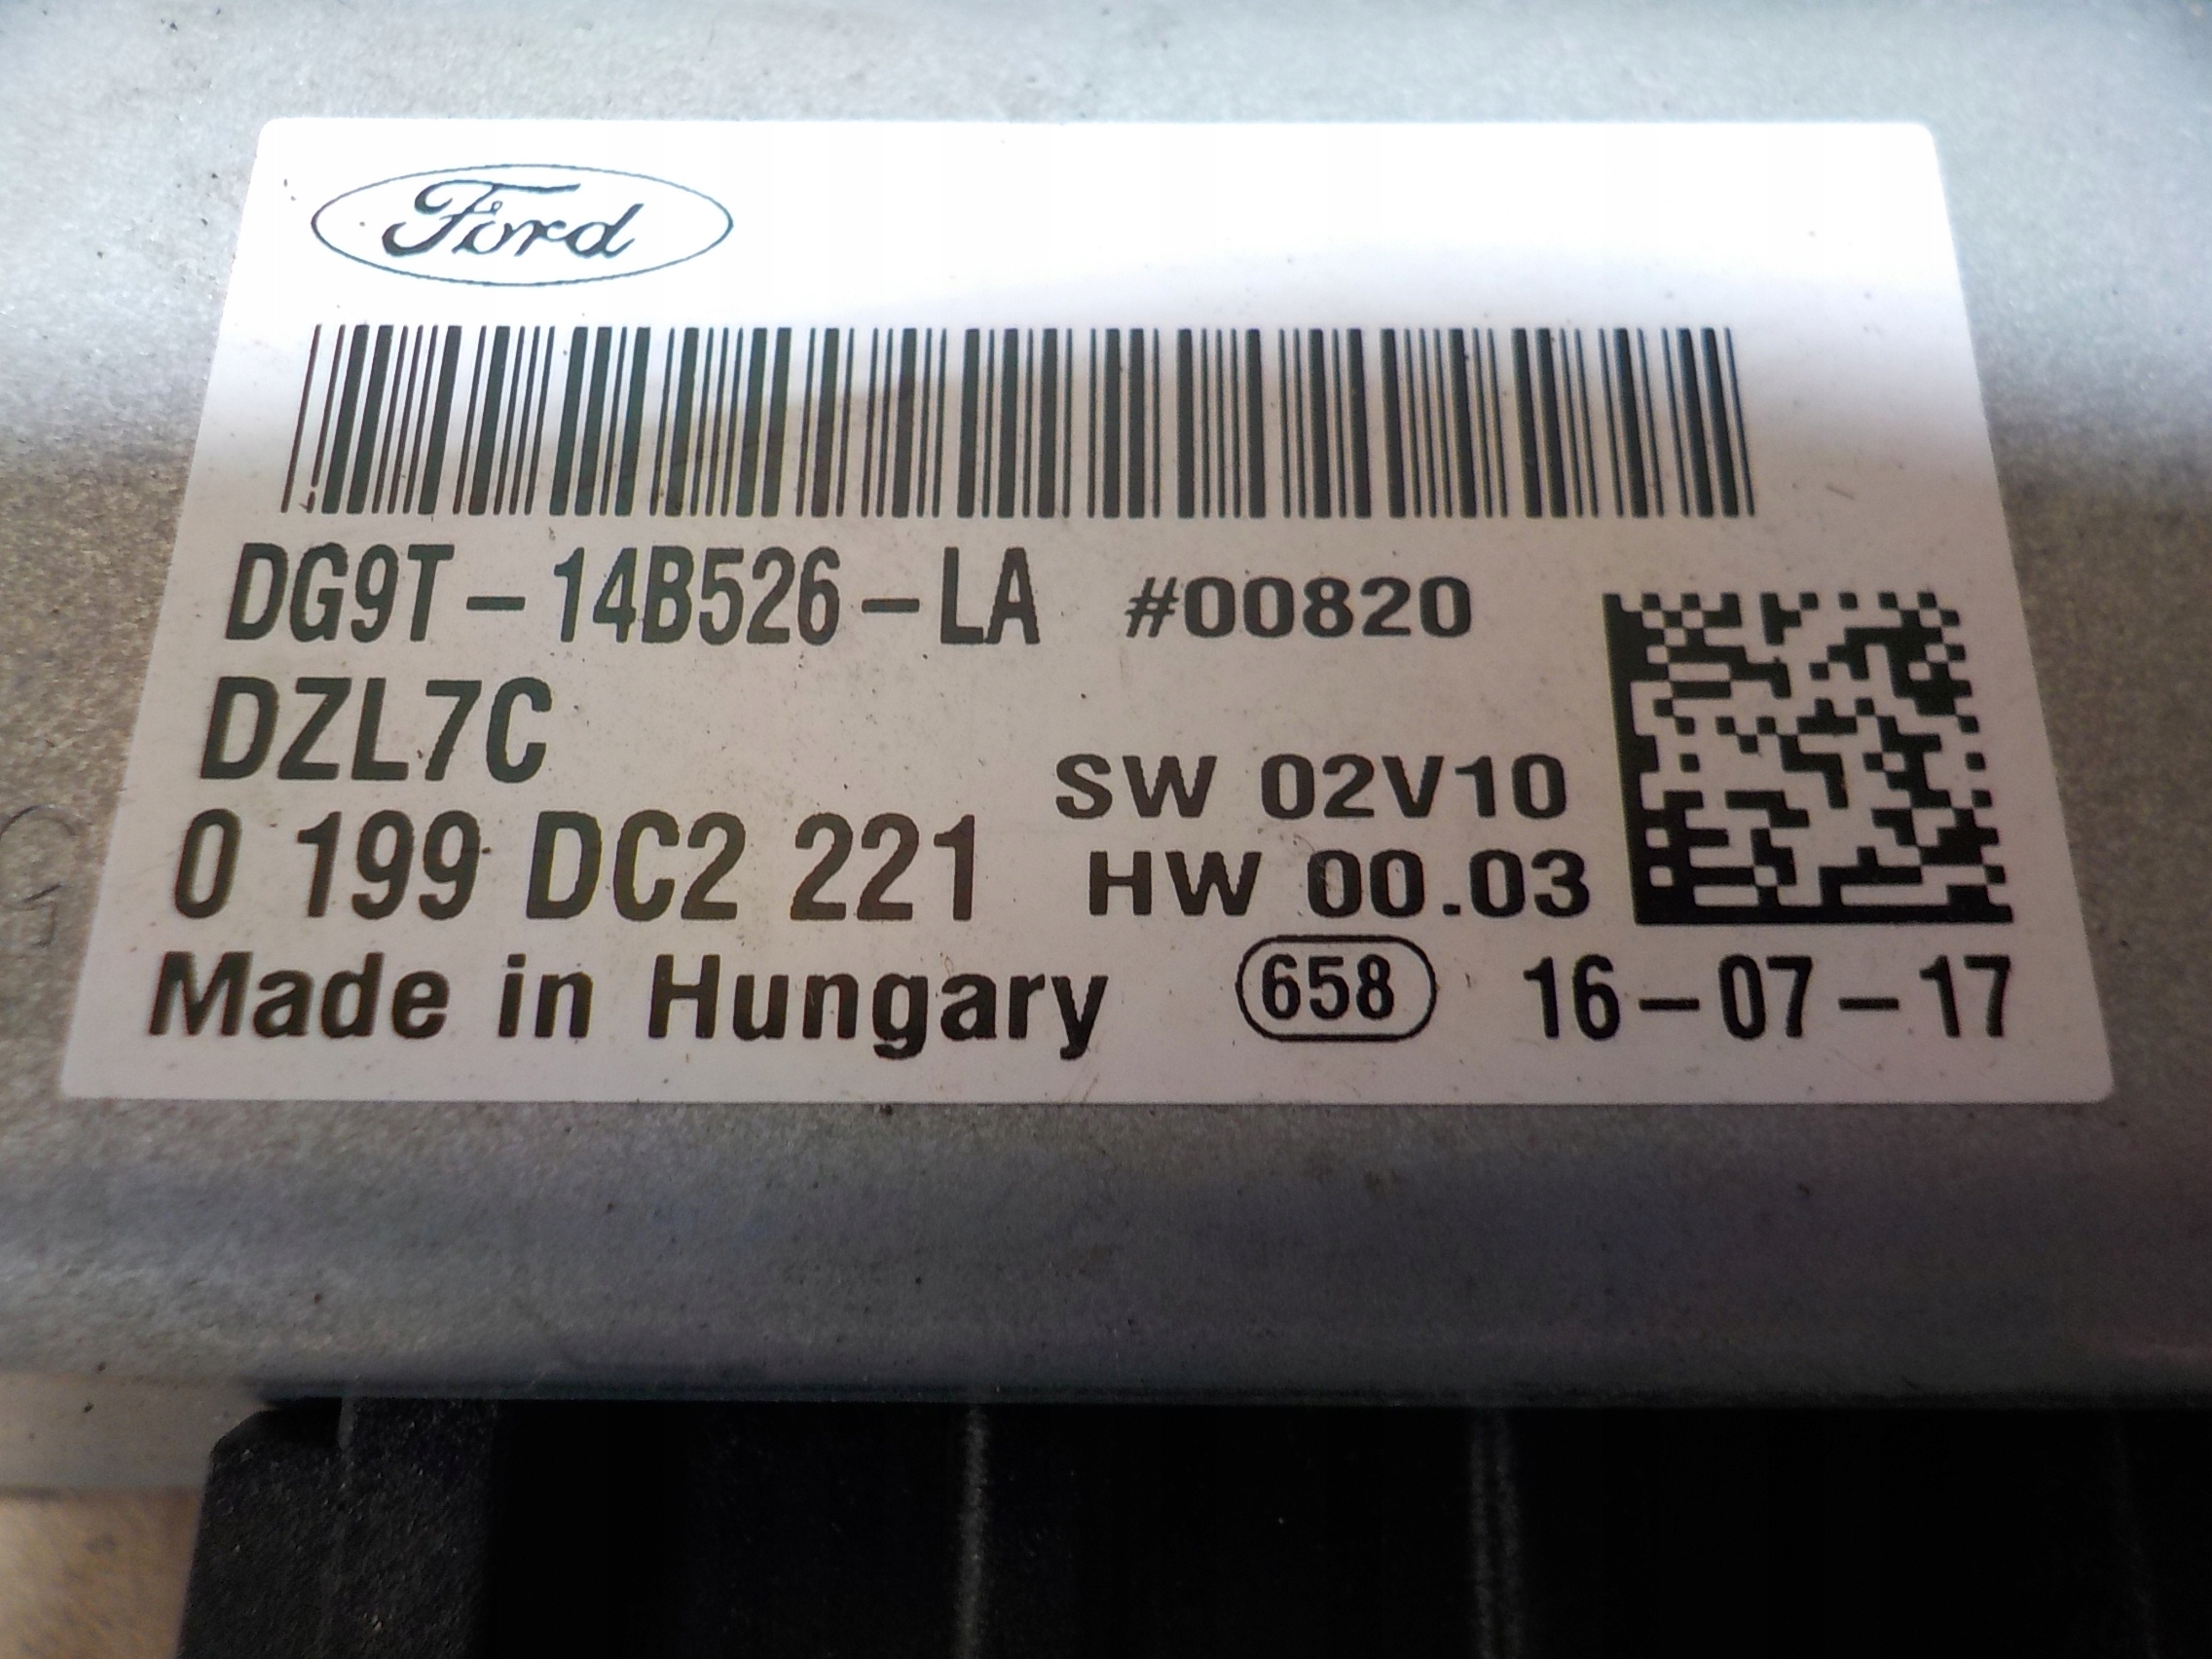 Ford
DG9T-14B526-LA #00820
DZL7C
SW 02V10
0 199 DC2 221
HW 00.03
Made in Hungary 658 16-07-17